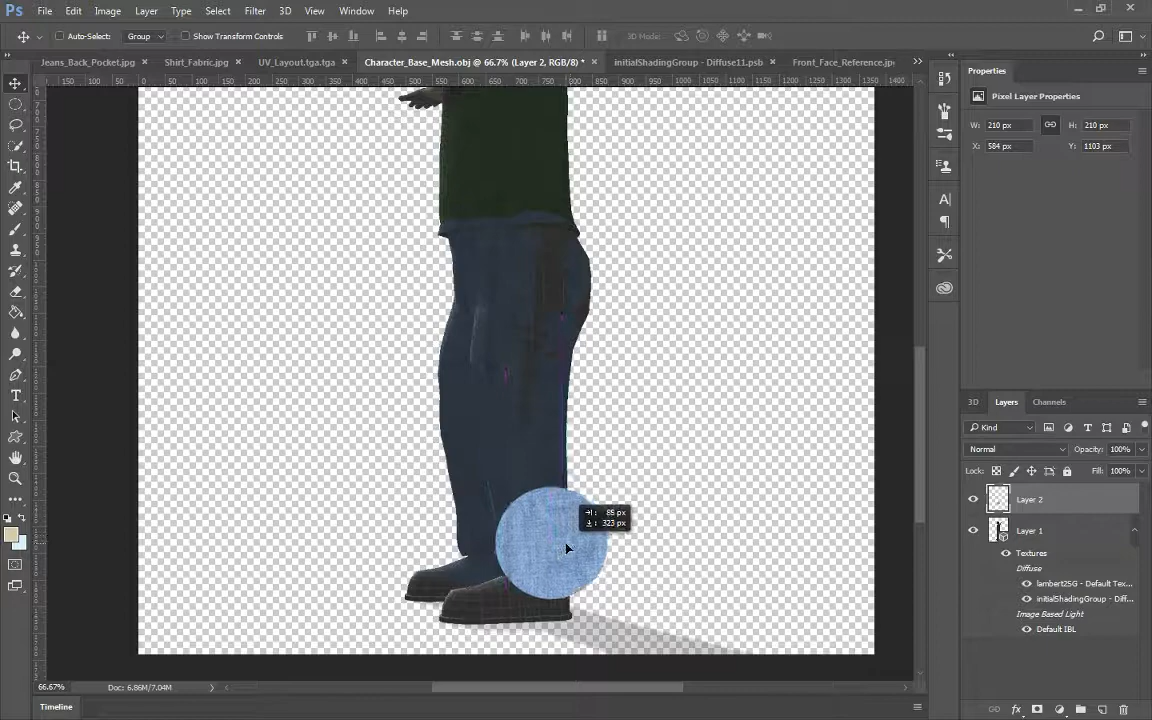 Ps File Edit Image Layer Type Select Filter 3D View Window Help
Auto-Select: Group Show Transform Controls 3D Mode:
Jeans_Back_Pocket.jpg × Shirt_Fabric.jpg × UV_Layout.tga.tga × Character_Base_Mesh.obj @ 66.7% (Layer 2, RGB/8) * × initialShadingGroup - Diffuse11.psb × Front_Face_Reference.jp
Properties
Pixel Layer Properties
W: 210 px H: 210 px
X: 584 px Y: 1103 px
85 px
323 px
3D Layers Channels
Kind
Normal Opacity: 100%
Lock: Fill: 100%
Layer 2
Layer 1
Textures
Diffuse
lambert2SG - Default Tex...
initialShadingGroup - Diff...
Image Based Light
Default IBL
66.67% Doc: 6.86M/7.04M
Timeline